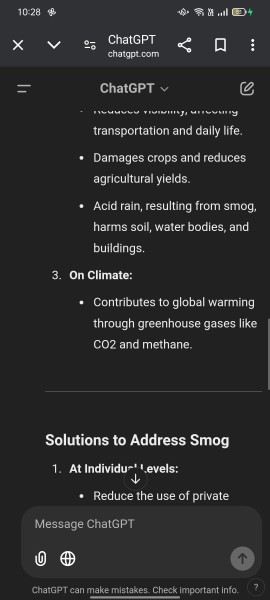 10:28
ChatGPT
chatgpt.com
ChatGPT
Reduces visibility, affecting
transportation and daily life.
Damages crops and reduces
agricultural yields.
Acid rain, resulting from smog,
harms soil, water bodies, and
buildings.
3. On Climate:
Contributes to global warming
through greenhouse gases like
CO2 and methane.
Solutions to Address Smog
1. At Individual Levels:
Reduce the use of private
Message ChatGPT
ChatGPT can make mistakes. Check important info.
?